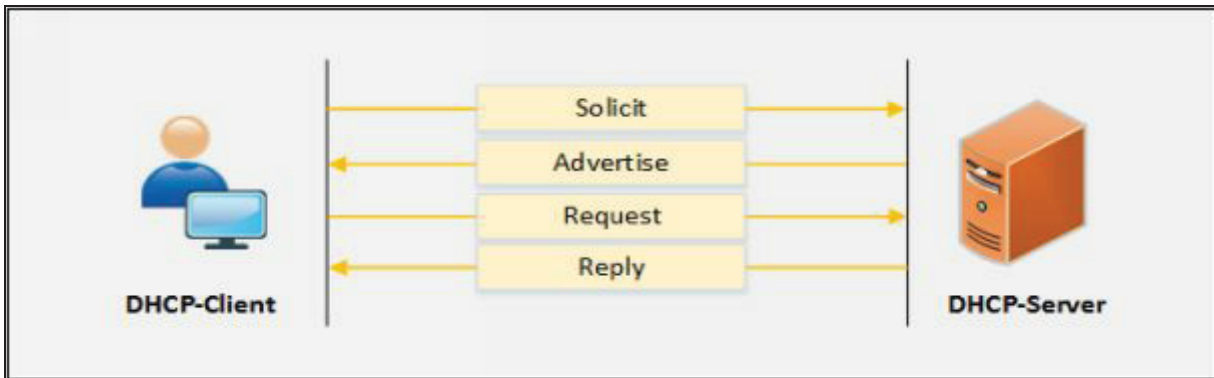 Solicit
Advertise
Request
Reply
DHCP-Client
DHCP-Server